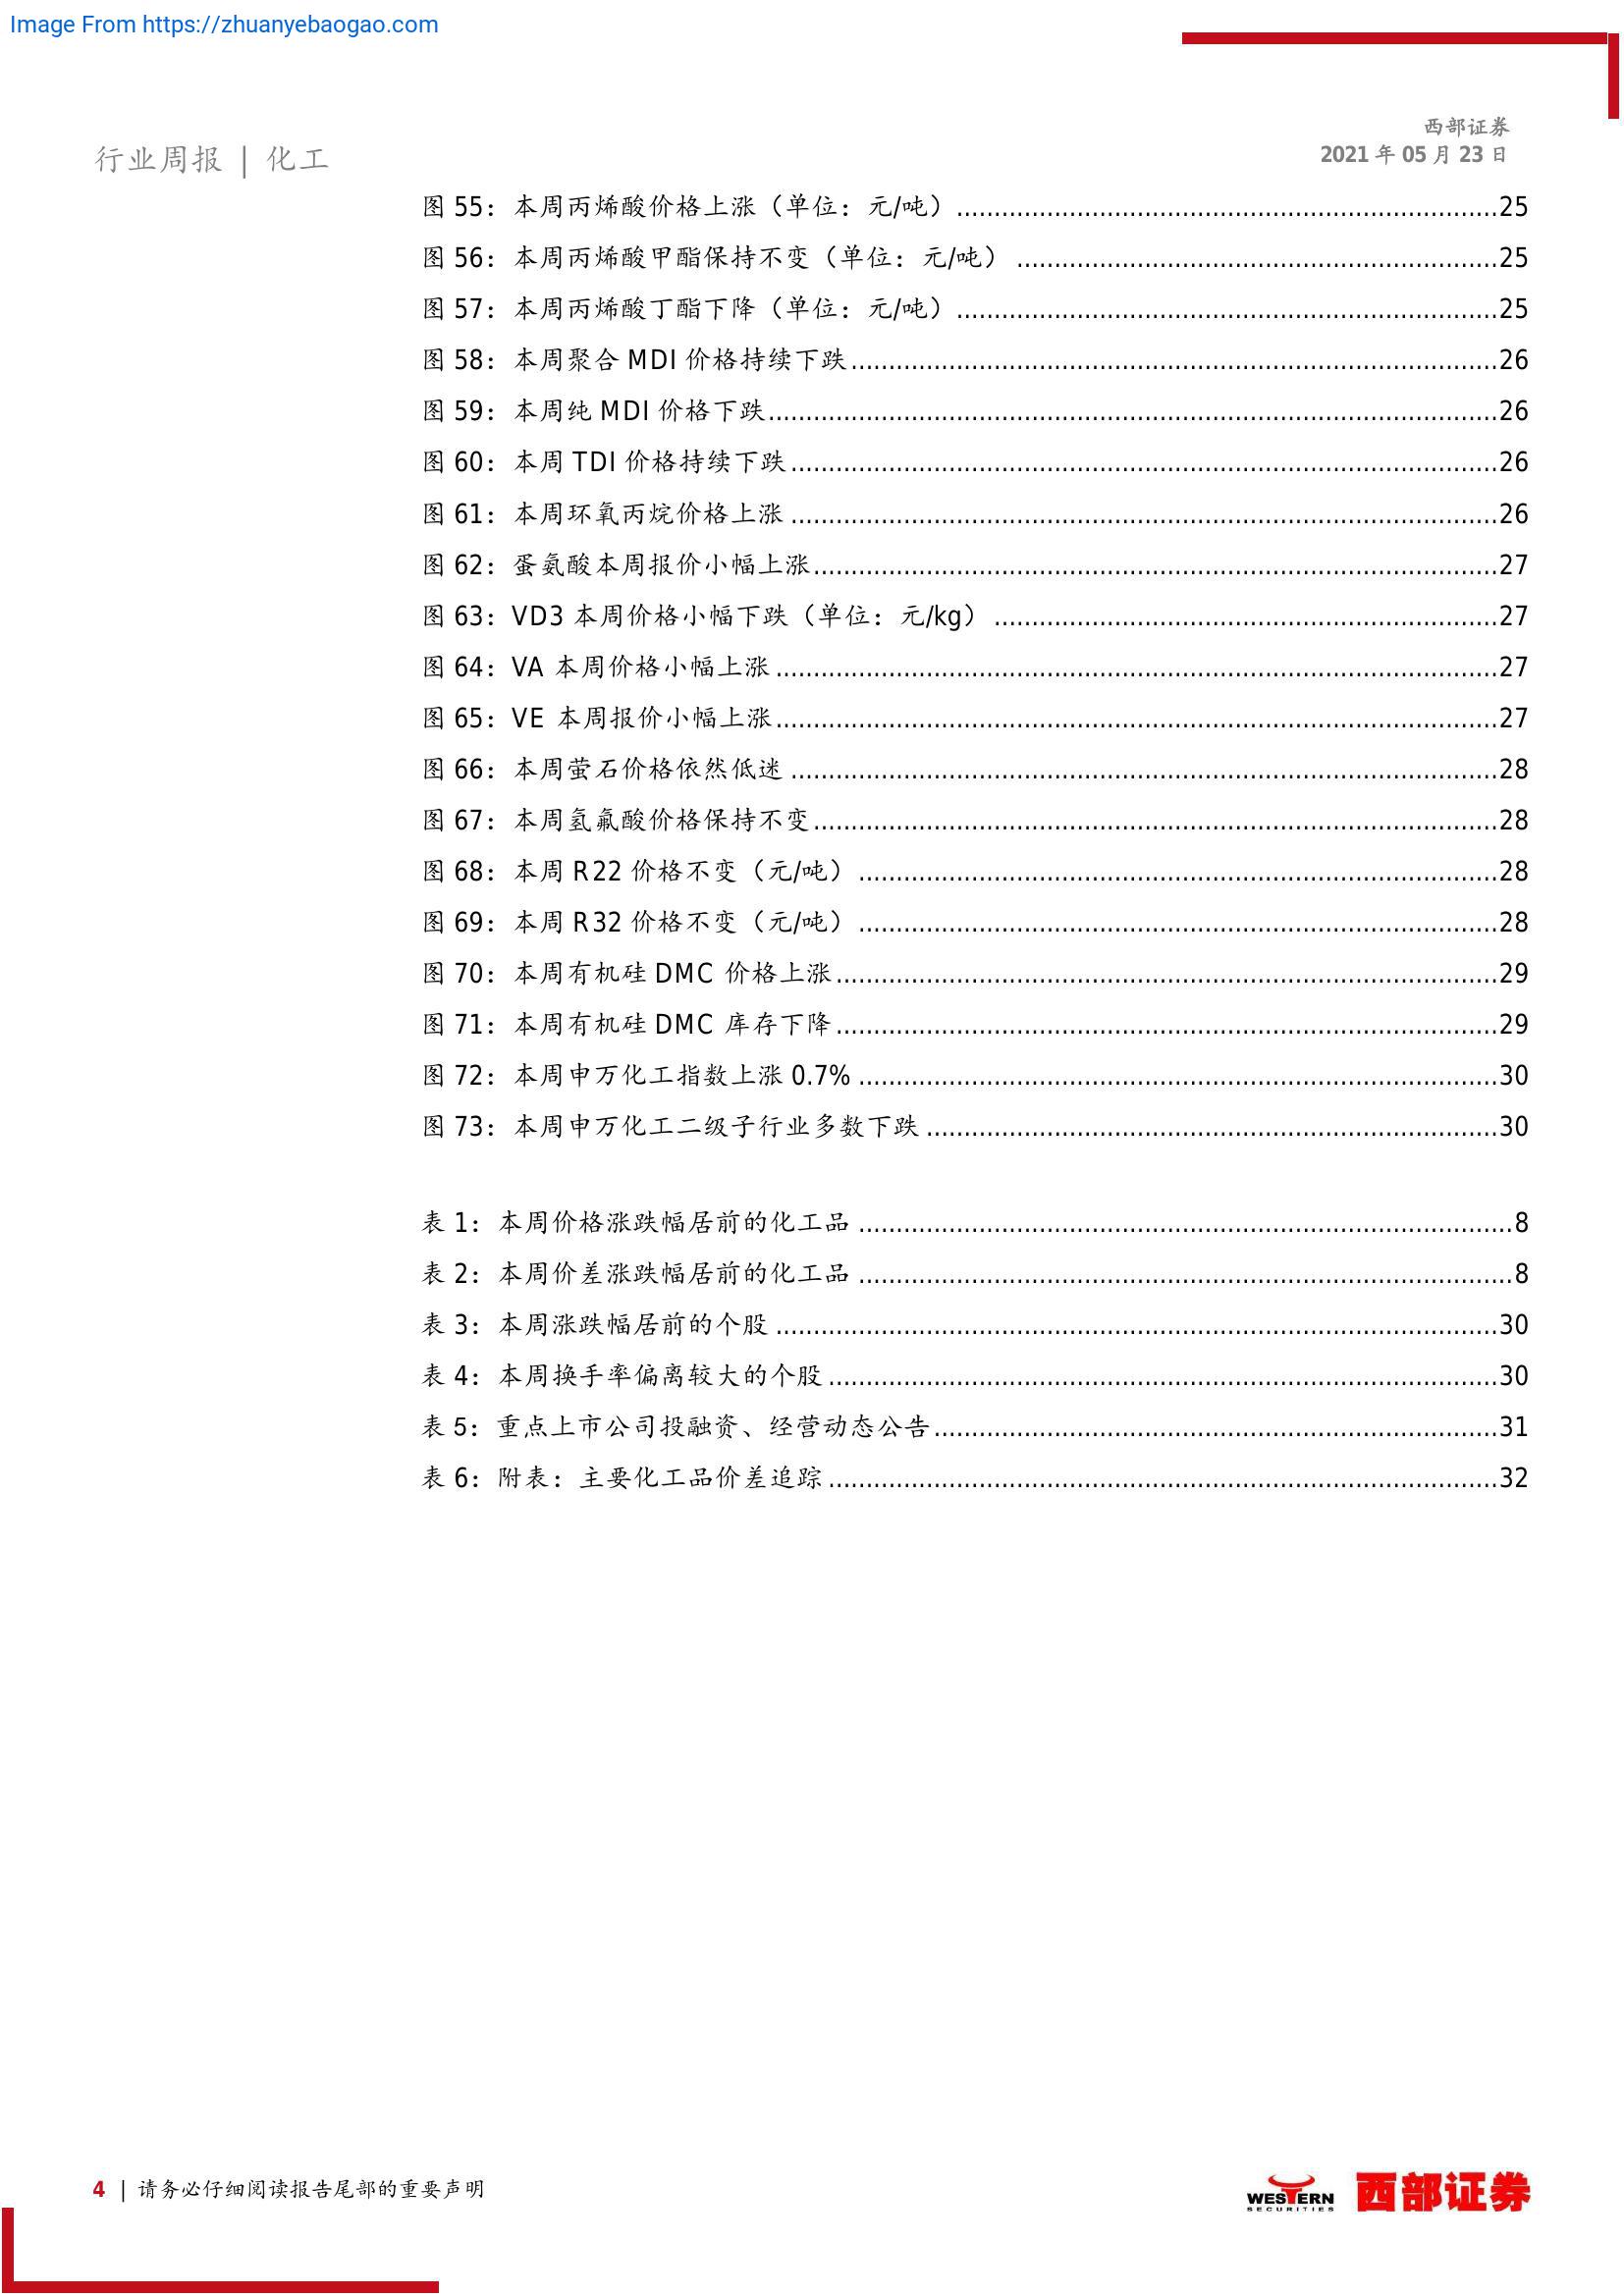 Image From https://zhuanyebaogao.com
西部证券
2021 年 05 月 23 日
行业周报 | 化工
图 55：本周丙烯酸价格上涨（单位：元/吨）........................................................................25
图 56：本周丙烯酸甲酯保持不变（单位：元/吨）................................................................25
图 57：本周丙烯酸丁酯下降（单位：元/吨）........................................................................25
图 58：本周聚合 MDI 价格持续下跌......................................................................................26
图 59：本周纯 MDI 价格下跌.................................................................................................26
图 60：本周 TDI 价格持续下跌..............................................................................................26
图 61：本周环氧丙烷价格上涨..............................................................................................26
图 62：蛋氨酸本周报价小幅上涨...........................................................................................27
图 63：VD3 本周价格小幅下跌（单位：元/kg）...................................................................27
图 64：VA 本周价格小幅上涨................................................................................................27
图 65：VE 本周报价小幅上涨................................................................................................27
图 66：本周萤石价格依然低迷..............................................................................................28
图 67：本周氢氟酸价格保持不变...........................................................................................28
图 68：本周 R22 价格不变（元/吨）.....................................................................................28
图 69：本周 R32 价格不变（元/吨）.....................................................................................28
图 70：本周有机硅 DMC 价格上涨........................................................................................29
图 71：本周有机硅 DMC 库存下降........................................................................................29
图 72：本周申万化工指数上涨 0.7%.....................................................................................30
图 73：本周申万化工二级子行业多数下跌............................................................................30
表 1：本周价格涨跌幅居前的化工品.......................................................................................8
表 2：本周价差涨跌幅居前的化工品.......................................................................................8
表 3：本周涨跌幅居前的个股................................................................................................30
表 4：本周换手率偏离较大的个股.........................................................................................30
表 5：重点上市公司投融资、经营动态公告...........................................................................31
表 6：附表：主要化工品价差追踪.........................................................................................32
4 | 请务必仔细阅读报告尾部的重要声明
WESTERN
SECURITIES
西部证券